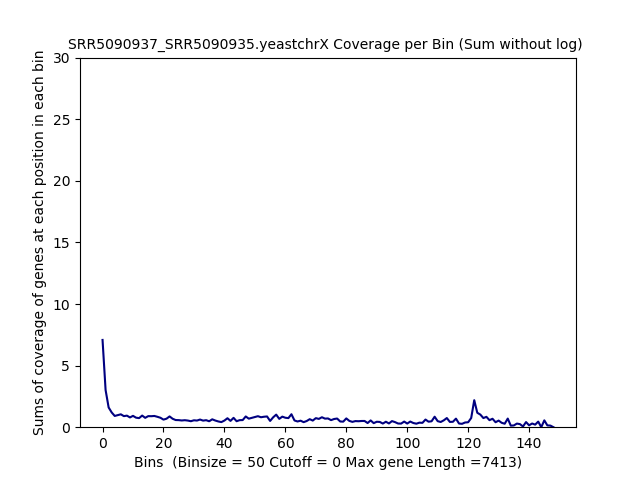 SRR5090937_SRR5090935.yeastchrX Coverage per Bin (Sum without log)
Sums of coverage of genes at each position in each bin
30
25
20
15
10
5
0
0 20 40 60 80 100 120 140
Bins  (Binsize = 50 Cutoff = 0 Max gene Length =7413)